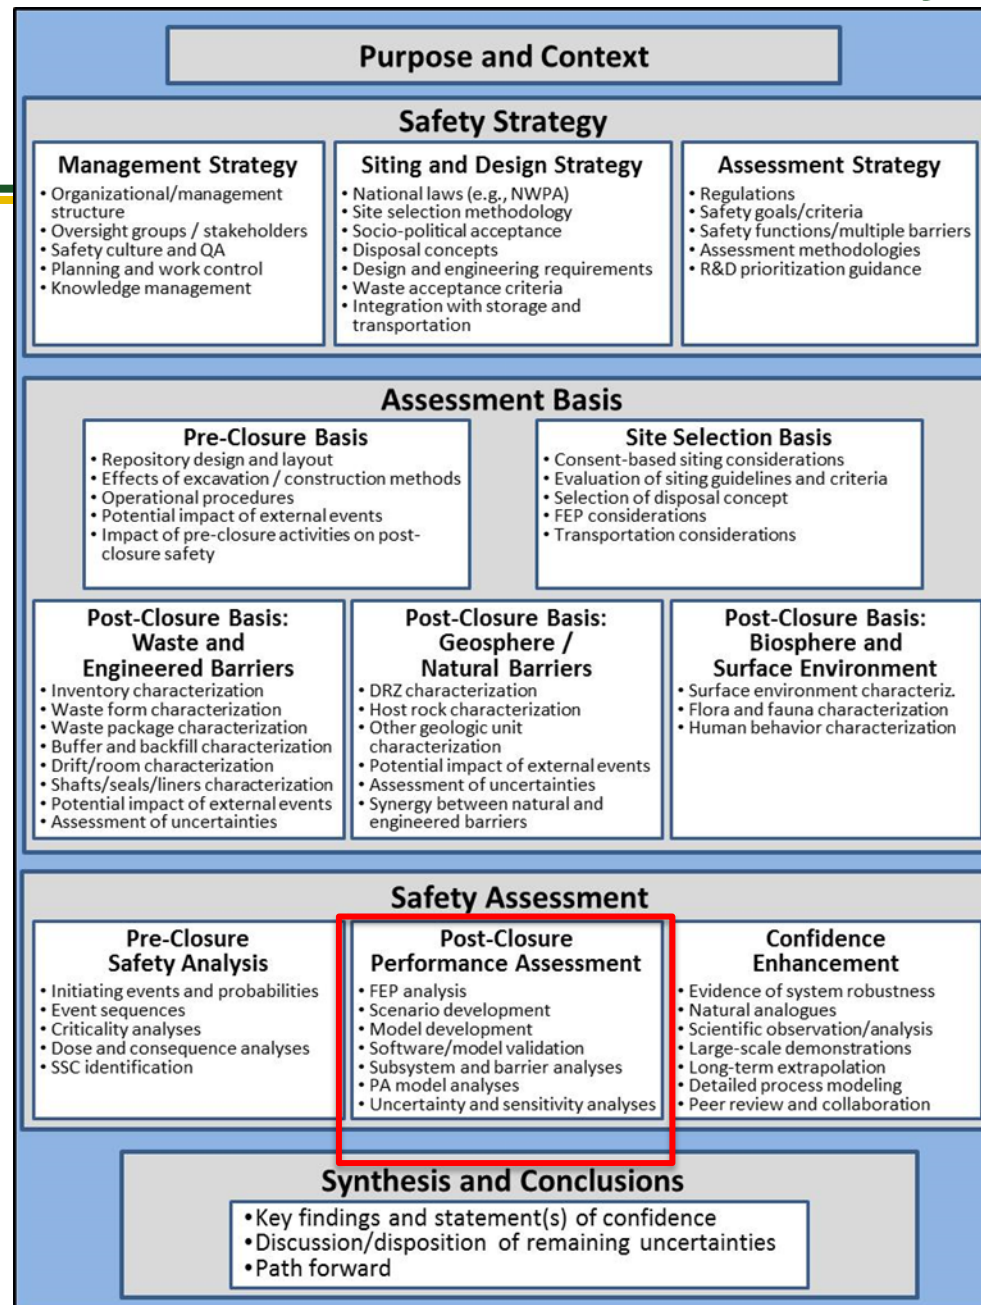 Purpose and Context
Safety Strategy
Management Strategy
• Organizational/management
structure
• Oversight groups / stakeholders
• Safety culture and QA
• Planning and work control
• Knowledge management
Siting and Design Strategy
• National laws (e.g., NWPA)
• Site selection methodology
• Socio-political acceptance
• Disposal concepts
• Design and engineering requirements
• Waste acceptance criteria
• Integration with storage and
transportation
Assessment Strategy
• Regulations
• Safety goals/criteria
• Safety functions/multiple barriers
• Assessment methodologies
• R&D prioritization guidance
Assessment Basis
Pre-Closure Basis
• Repository design and layout
• Effects of excavation / construction methods
• Operational procedures
• Potential impact of external events
• Impact of pre-closure activities on post-
closure safety
Site Selection Basis
• Consent-based siting considerations
• Evaluation of siting guidelines and criteria
• Selection of disposal concept
• FEP considerations
• Transportation considerations
Post-Closure Basis:
Waste and
Engineered Barriers
• Inventory characterization
• Waste form characterization
• Waste package characterization
• Buffer and backfill characterization
• Drift/room characterization
• Shafts/seals/liners characterization
• Potential impact of external events
• Assessment of uncertainties
Post-Closure Basis:
Geosphere /
Natural Barriers
• DRZ characterization
• Host rock characterization
• Other geologic unit
characterization
• Potential impact of external events
• Assessment of uncertainties
• Synergy between natural and
engineered barriers
Post-Closure Basis:
Biosphere and
Surface Environment
• Surface environment characteriz.
• Flora and fauna characterization
• Human behavior characterization
Safety Assessment
Pre-Closure
Safety Analysis
• Initiating events and probabilities
• Event sequences
• Criticality analyses
• Dose and consequence analyses
• SSC identification
Post-Closure
Performance Assessment
• FEP analysis
• Scenario development
• Model development
• Software/model validation
• Subsystem and barrier analyses
• PA model analyses
• Uncertainty and sensitivity analyses
Confidence
Enhancement
• Evidence of system robustness
• Natural analogues
• Scientific observation/analysis
• Large-scale demonstrations
• Long-term extrapolation
• Detailed process modeling
• Peer review and collaboration
Synthesis and Conclusions
•Key findings and statement(s) of confidence
•Discussion/disposition of remaining uncertainties
•Path forward